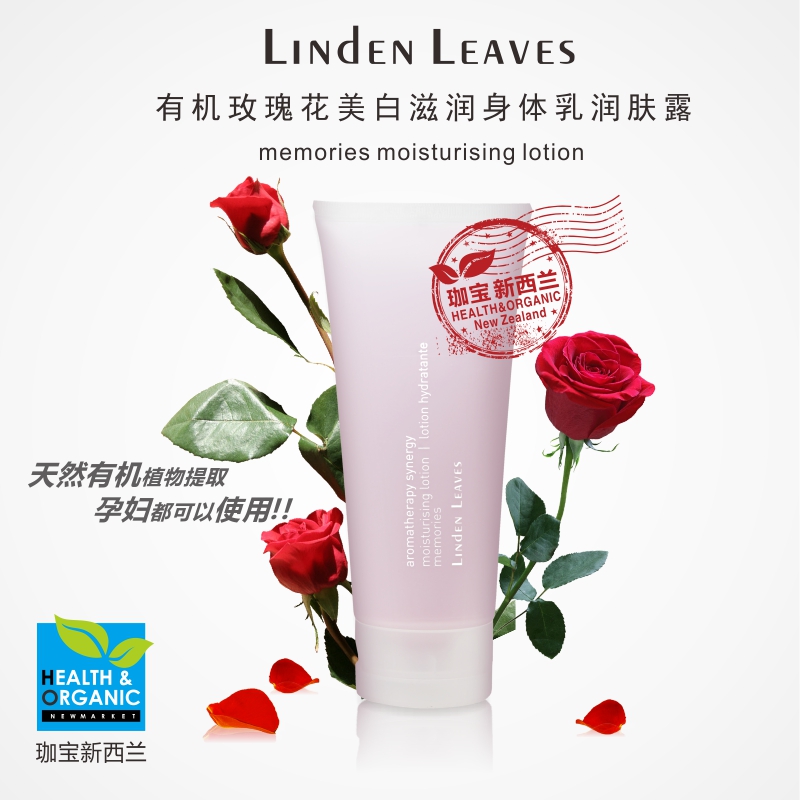 LINdEN LEAVES
有机玫瑰花美白滋润身体乳润肤露
memories moisturising lotion
珈宝 新西兰
HEALTH&ORGANIC
New Zealand
aromatherapy synergy
moisturising lotion | lotion hydratante
memories
LINdEN LEAVES
天然有机植物提取
孕妇都可以使用!!
HEALTH &
ORGANIC
NEWMARKET
珈宝新西兰